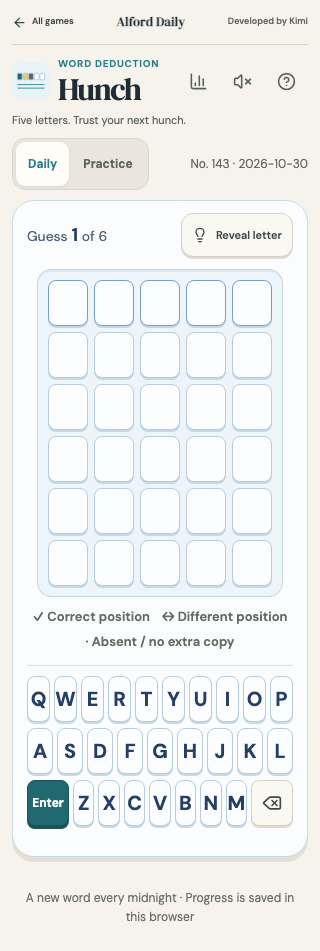 All games
Alford Daily
Developed by Kimi
WORD DEDUCTION
Hunch
Five letters. Trust your next hunch.
Daily
Practice
No. 143 · 2026-10-30
Guess 1 of 6
Reveal letter
✓ Correct position ↔ Different position
· Absent / no extra copy
Q W E R T Y U I O P
A S D F G H J K L
Enter Z X C V B N M
A new word every midnight · Progress is saved in
this browser